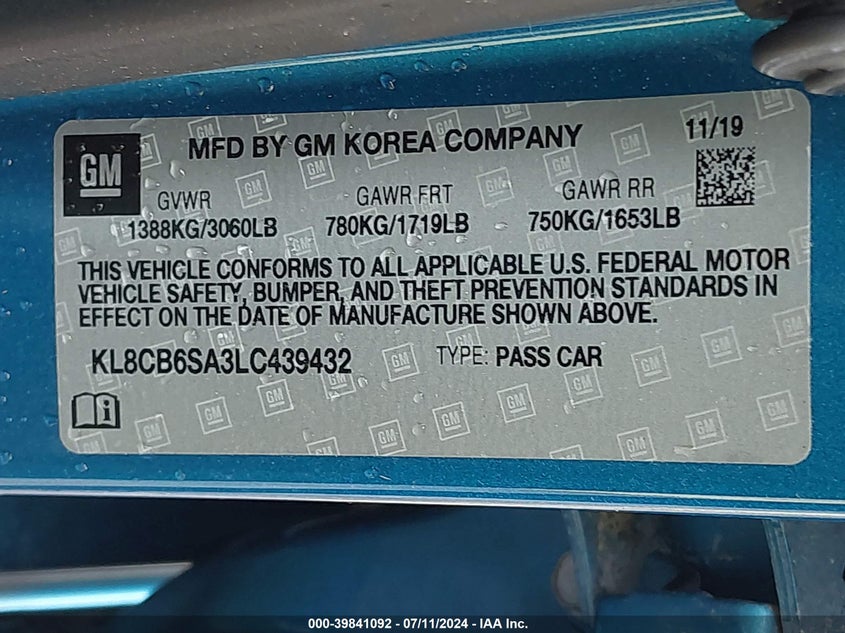 GM
MFD BY GM KOREA COMPANY
11/19
GVWR GAWR FRT GAWR RR
1388KG/3060LB 780KG/1719LB 750KG/1653LB
THIS VEHICLE CONFORMS TO ALL APPLICABLE U.S. FEDERAL MOTOR
VEHICLE SAFETY, BUMPER, AND THEFT PREVENTION STANDARDS IN
EFFECT ON THE DATE OF MANUFACTURE SHOWN ABOVE.
KL8CB6SA3LC439432 TYPE: PASS CAR
000-39841092 - 07/11/2024 - IAA Inc.